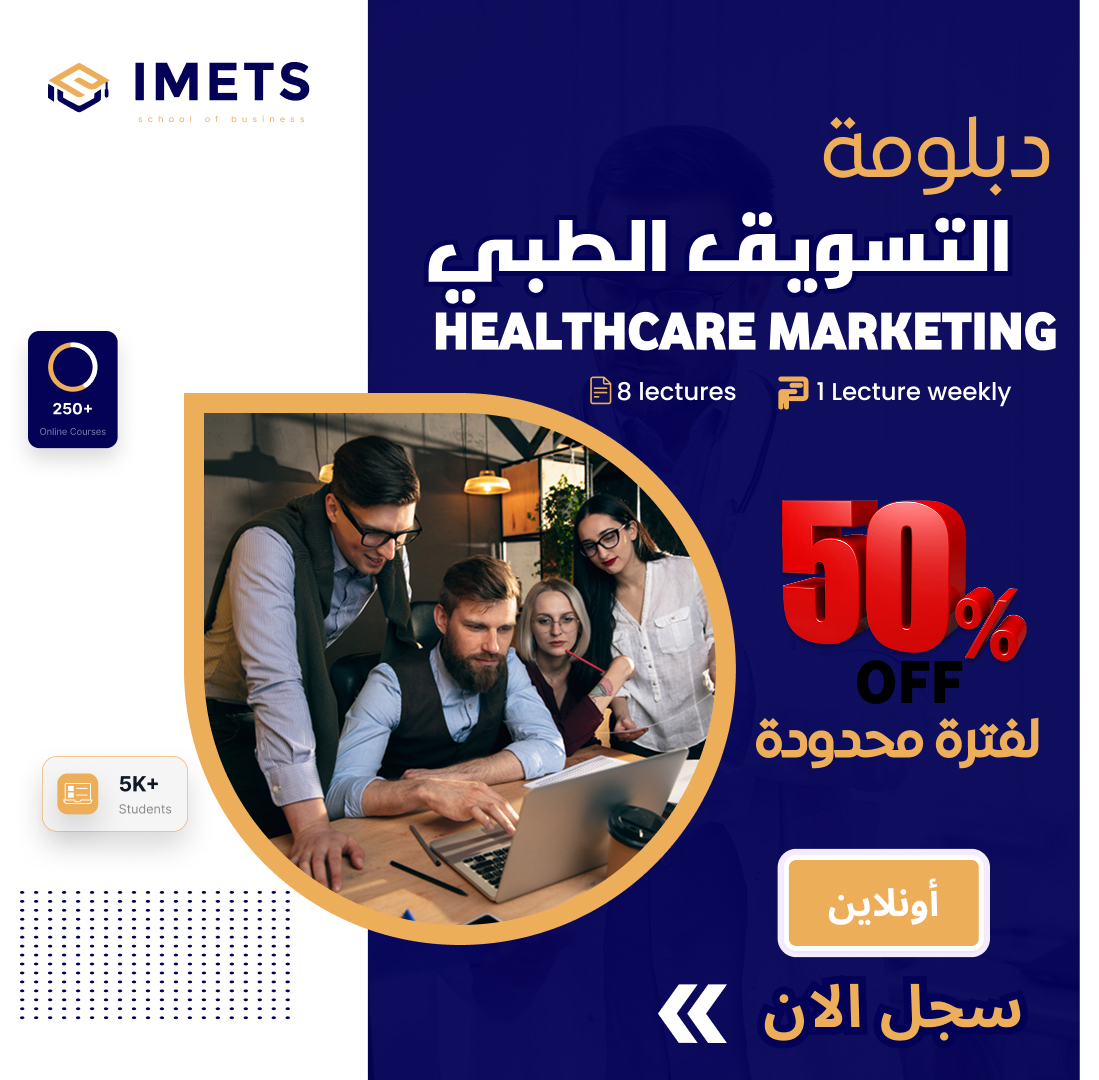 IMETS
school of business
دبلومة
التسويق الطبي
HEALTHCARE MARKETING
8 lectures
1 Lecture weekly
250+
Online Courses
50%
OFF
لفترة محدودة
5K+
Students
أونلاين
سجل الان